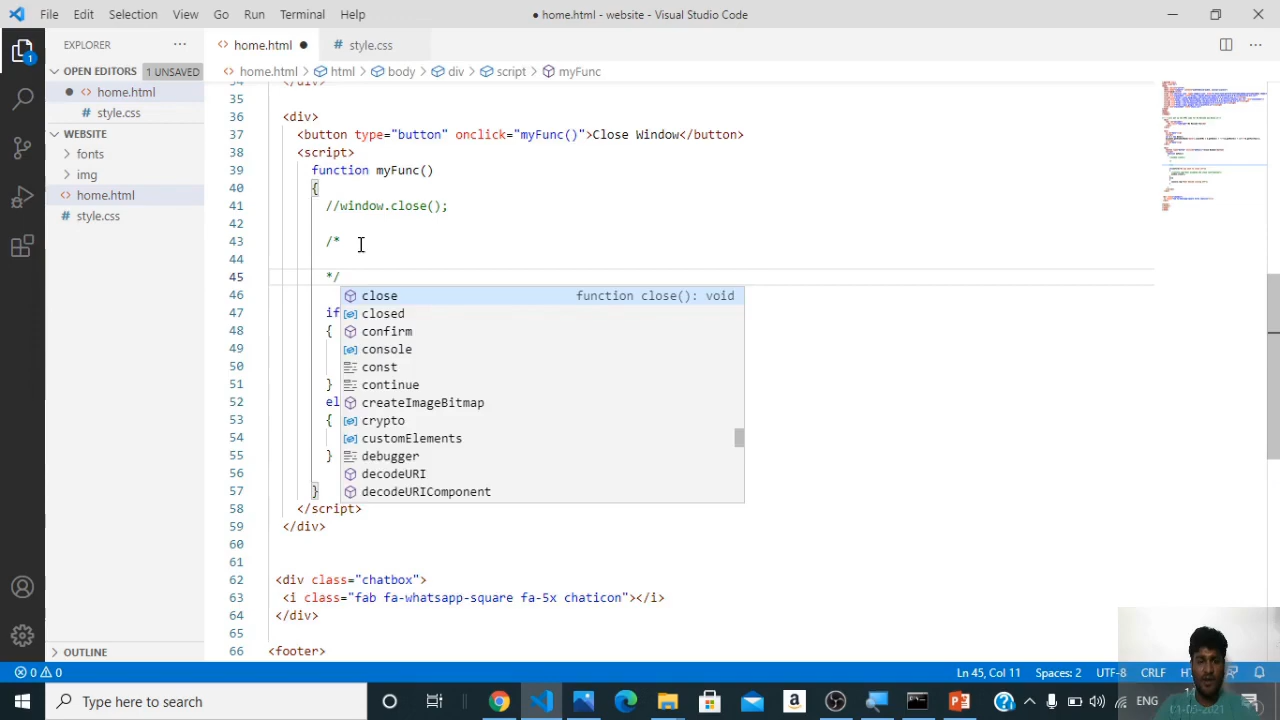 File Edit Selection View Go Run Terminal Help
● home.html - website - Visual Studio Code
EXPLORER
home.html
style.css
OPEN EDITORS 1 UNSAVED
home.html > html > body > div > script > myFunc
home.html
style.css
WEBSITE
fonts
img
home.html
style.css
34 </div>
35
36 <div>
37 <button type="button" onclick="myFunc()">Close Window</button>
38 <script>
39 function myFunc()
40 {
41 //window.close();
42
43 /*
44
45 */
46
47 if
48 {
49
50
51 }
52 el
53 {
54
55 }
56
57 }
58 </script>
59 </div>
60
61
62 <div class="chatbox">
63 <i class="fab fa-whatsapp-square fa-5x chaticon"></i>
64 </div>
65
66 <footer>
close function close(): void
closed
confirm
console
const
continue
createImageBitmap
crypto
customElements
debugger
decodeURI
decodeURIComponent
OUTLINE
0 0
Ln 45, Col 11 Spaces: 2 UTF-8 CRLF
Type here to search
ENG